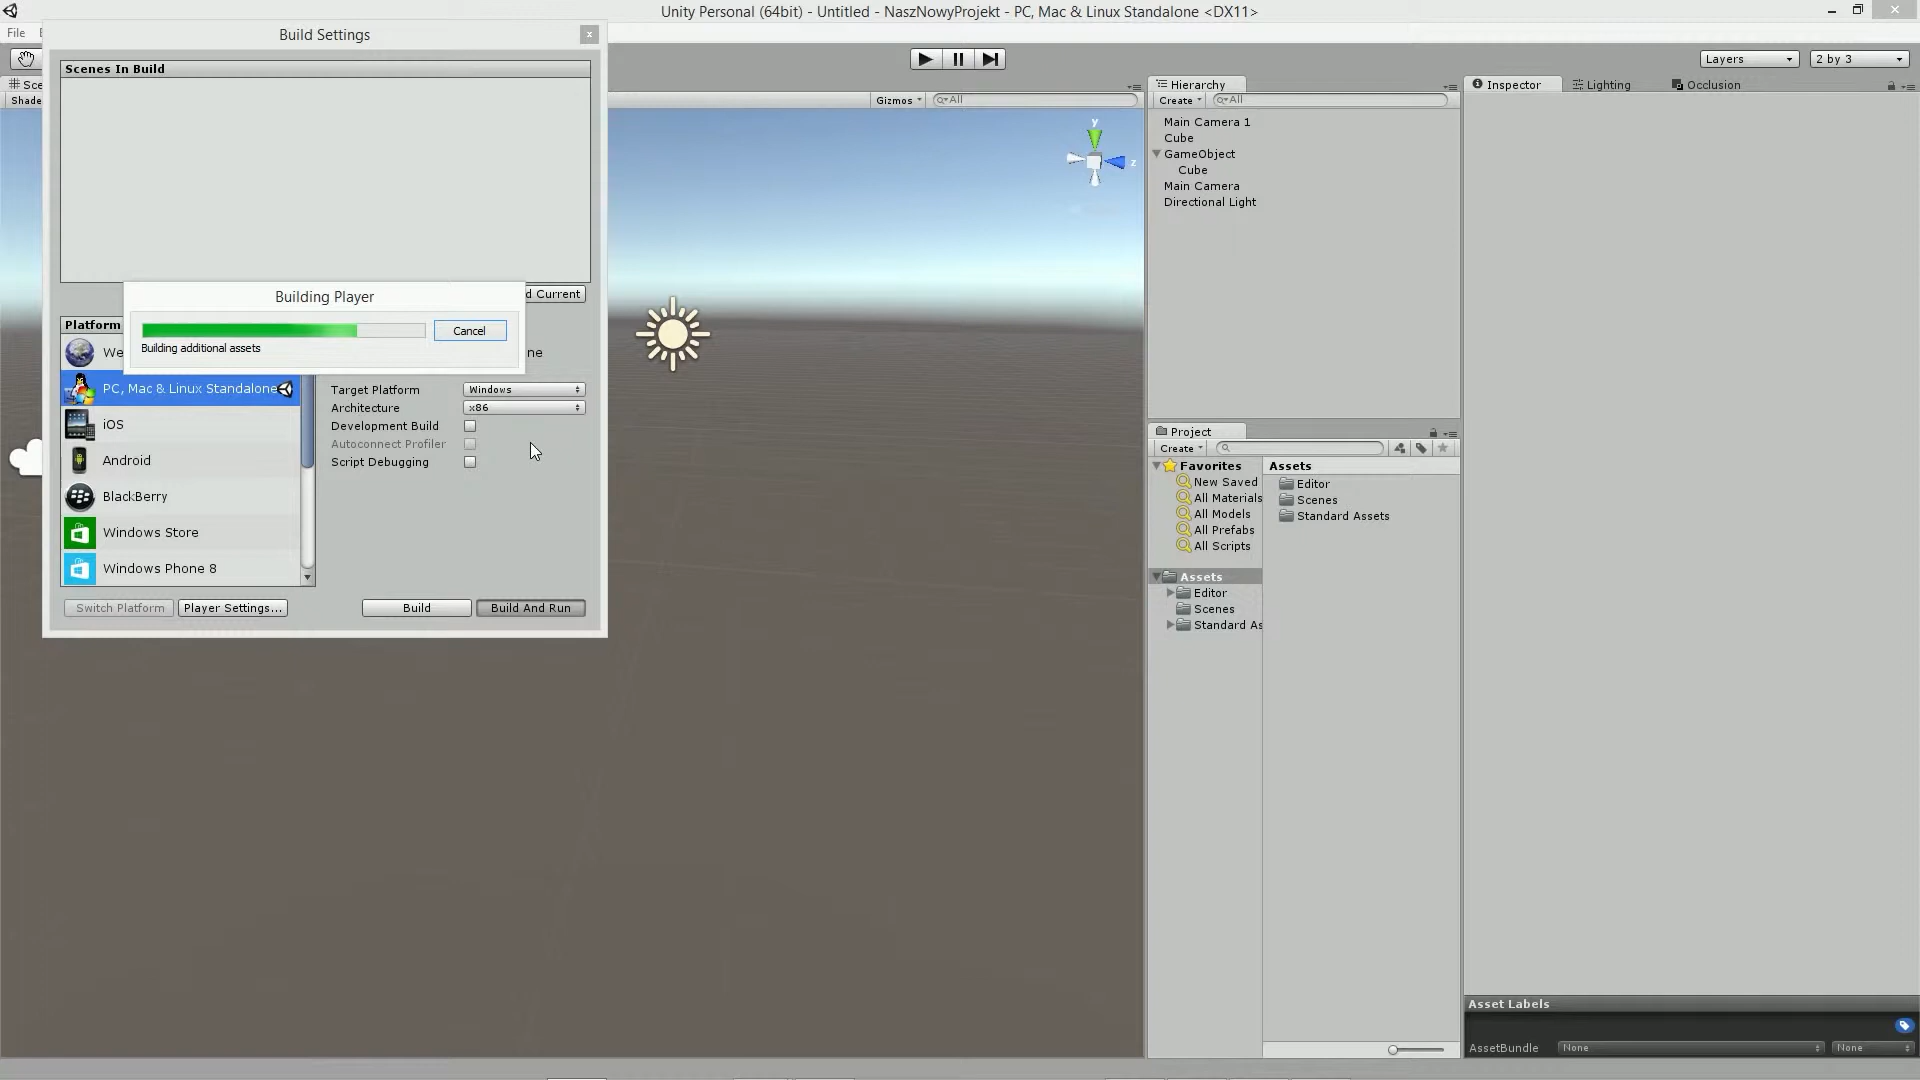 Unity Personal (64bit) - Untitled - NaszNowyProjekt - PC, Mac & Linux Standalone <DX11>
File
Build Settings
x
Scenes In Build
Layers
2 by 3
Shade
Gizmos
All
y
z
Hierarchy
Create
All
Main Camera 1
Cube
GameObject
Cube
Main Camera
Directional Light
Inspector
Lighting
Occlusion
d Current
Building Player
Cancel
Building additional assets
Platform
We
ne
PC, Mac & Linux Standalone
iOS
Android
BlackBerry
Windows Store
Windows Phone 8
Target Platform
Windows
Architecture
x86
Development Build
Autoconnect Profiler
Script Debugging
Switch Platform
Player Settings...
Build
Build And Run
Project
Create
Favorites
New Saved
All Materials
All Models
All Prefabs
All Scripts
Assets
Editor
Scenes
Standard As
Assets
Editor
Scenes
Standard Assets
Asset Labels
AssetBundle
None
None